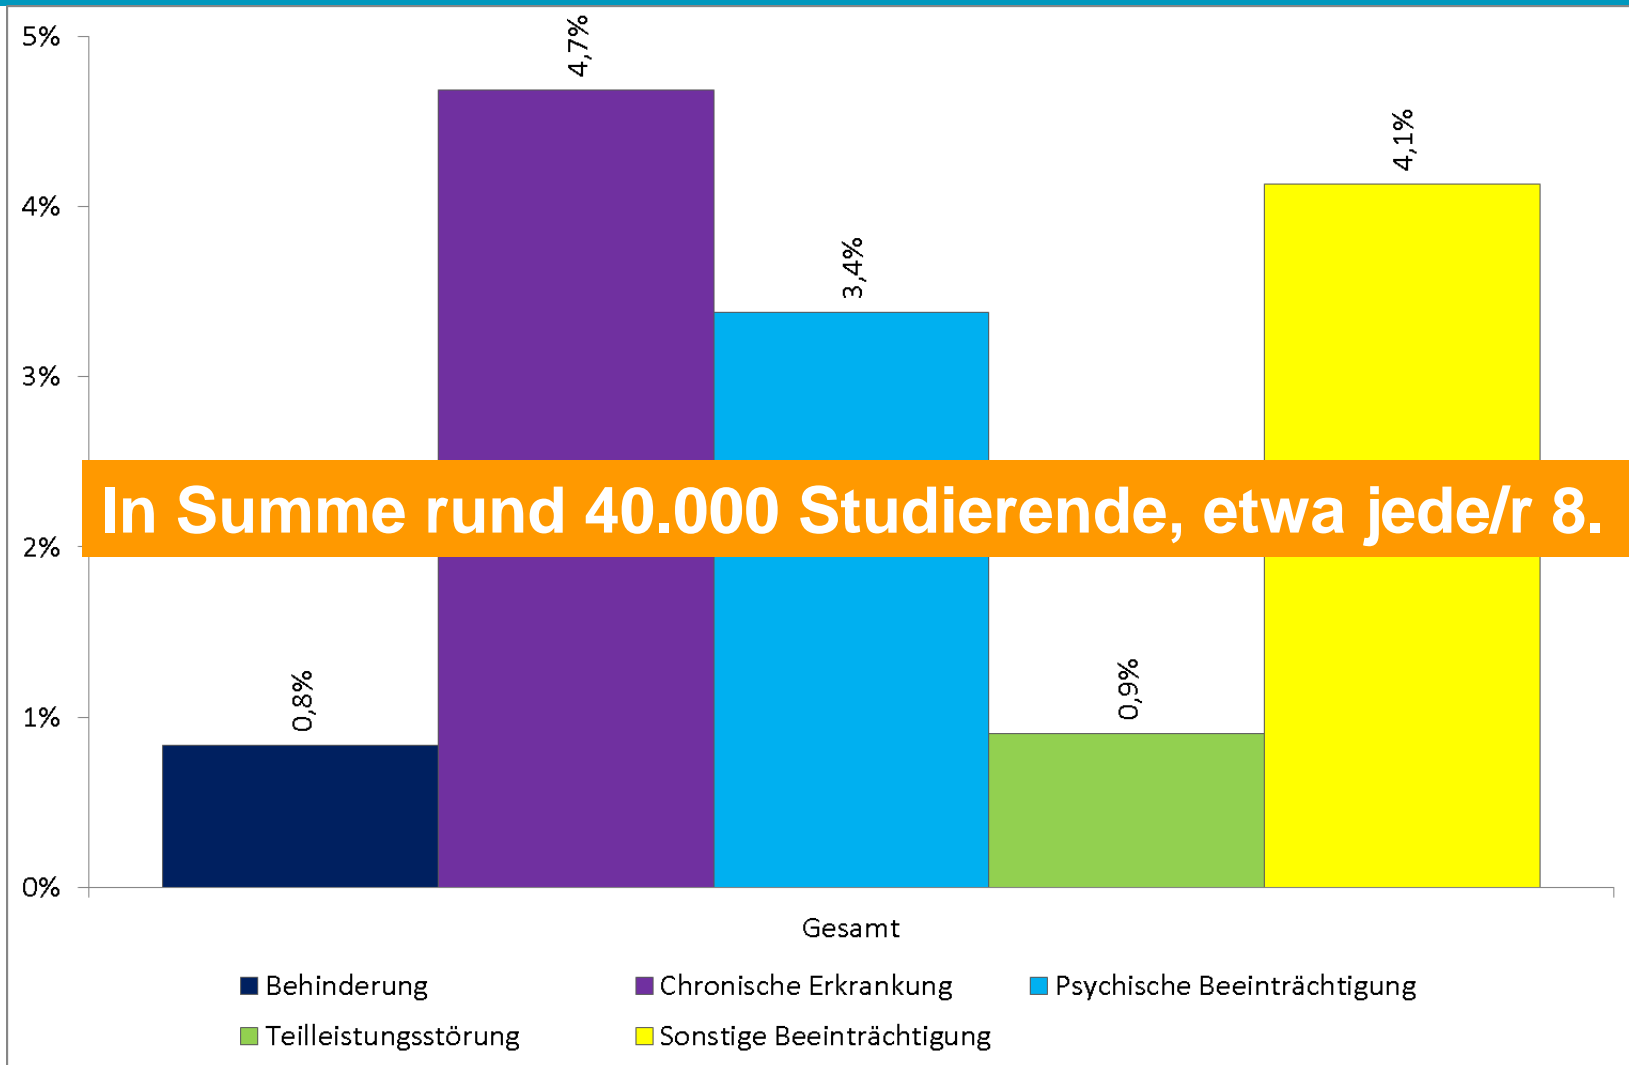 5%
4%
3%
2%
1%
0%
0,8%
4,7%
3,4%
0,9%
4,1%
In Summe rund 40.000 Studierende, etwa jede/r 8.
Gesamt
Behinderung Chronische Erkrankung Psychische Beeinträchtigung
Teilleistungsstörung Sonstige Beeinträchtigung